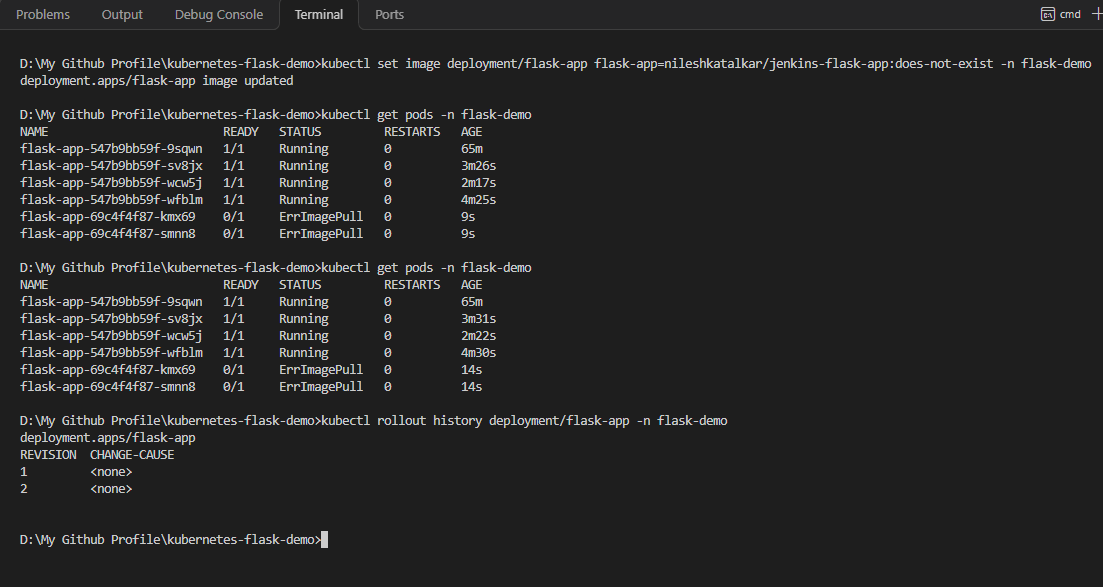 Problems Output Debug Console Terminal Ports cmd
D:\My Github Profile\kubernetes-flask-demo>kubectl set image deployment/flask-app flask-app=nileshkatalkar/jenkins-flask-app:does-not-exist -n flask-demo
deployment.apps/flask-app image updated
D:\My Github Profile\kubernetes-flask-demo>kubectl get pods -n flask-demo
NAME READY STATUS RESTARTS AGE
flask-app-547b9bb59f-9sqwn 1/1 Running 0 65m
flask-app-547b9bb59f-sv8jx 1/1 Running 0 3m26s
flask-app-547b9bb59f-wcw5j 1/1 Running 0 2m17s
flask-app-547b9bb59f-wfblm 1/1 Running 0 4m25s
flask-app-69c4f4f87-kmx69 0/1 ErrImagePull 0 9s
flask-app-69c4f4f87-smnn8 0/1 ErrImagePull 0 9s
D:\My Github Profile\kubernetes-flask-demo>kubectl get pods -n flask-demo
NAME READY STATUS RESTARTS AGE
flask-app-547b9bb59f-9sqwn 1/1 Running 0 65m
flask-app-547b9bb59f-sv8jx 1/1 Running 0 3m31s
flask-app-547b9bb59f-wcw5j 1/1 Running 0 2m22s
flask-app-547b9bb59f-wfblm 1/1 Running 0 4m30s
flask-app-69c4f4f87-kmx69 0/1 ErrImagePull 0 14s
flask-app-69c4f4f87-smnn8 0/1 ErrImagePull 0 14s
D:\My Github Profile\kubernetes-flask-demo>kubectl rollout history deployment/flask-app -n flask-demo
deployment.apps/flask-app
REVISION CHANGE-CAUSE
1 <none>
2 <none>
D:\My Github Profile\kubernetes-flask-demo>